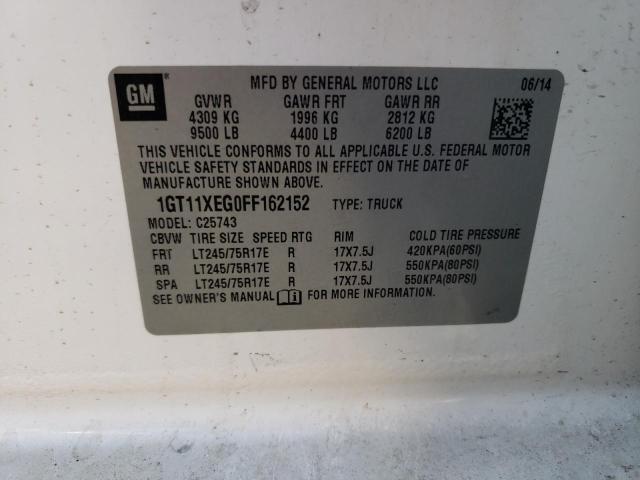 GM
MFD BY GENERAL MOTORS LLC 06/14
GVWR GAWR FRT GAWR RR
4309 KG 1996 KG 2812 KG
9500 LB 4400 LB 6200 LB
THIS VEHICLE CONFORMS TO ALL APPLICABLE U.S. FEDERAL MOTOR
VEHICLE SAFETY STANDARDS IN EFFECT ON THE DATE OF
MANUFACTURE SHOWN ABOVE.
1GT11XEG0FF162152 TYPE: TRUCK
MODEL: C25743
CBVW TIRE SIZE SPEED RTG RIM COLD TIRE PRESSURE
FRT LT245/75R17E R 17X7.5J 420KPA(60PSI)
RR LT245/75R17E R 17X7.5J 550KPA(80PSI)
SPA LT245/75R17E R 17X7.5J 550KPA(80PSI)
SEE OWNER'S MANUAL FOR MORE INFORMATION.